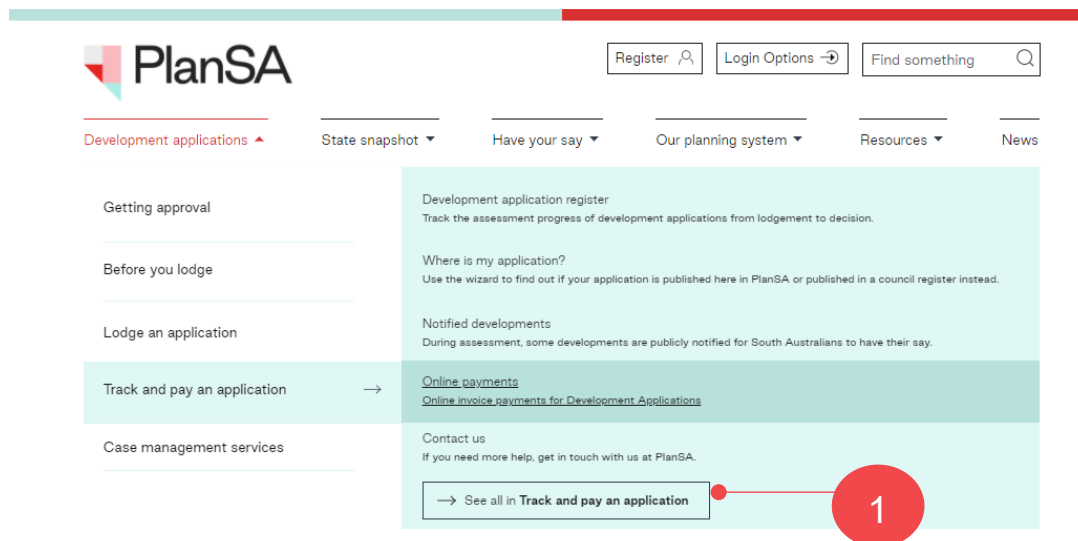 PlanSA
Register
Login Options
Find something
Development applications
State snapshot
Have your say
Our planning system
Resources
News
Getting approval
Before you lodge
Lodge an application
Track and pay an application
Case management services
Development application register
Track the assessment progress of development applications from lodgement to decision.
Where is my application?
Use the wizard to find out if your application is published here in PlanSA or published in a council register instead.
Notified developments
During assessment, some developments are publicly notified for South Australians to have their say.
Online payments
Online invoice payments for Development Applications
Contact us
If you need more help, get in touch with us at PlanSA.
See all in Track and pay an application
1